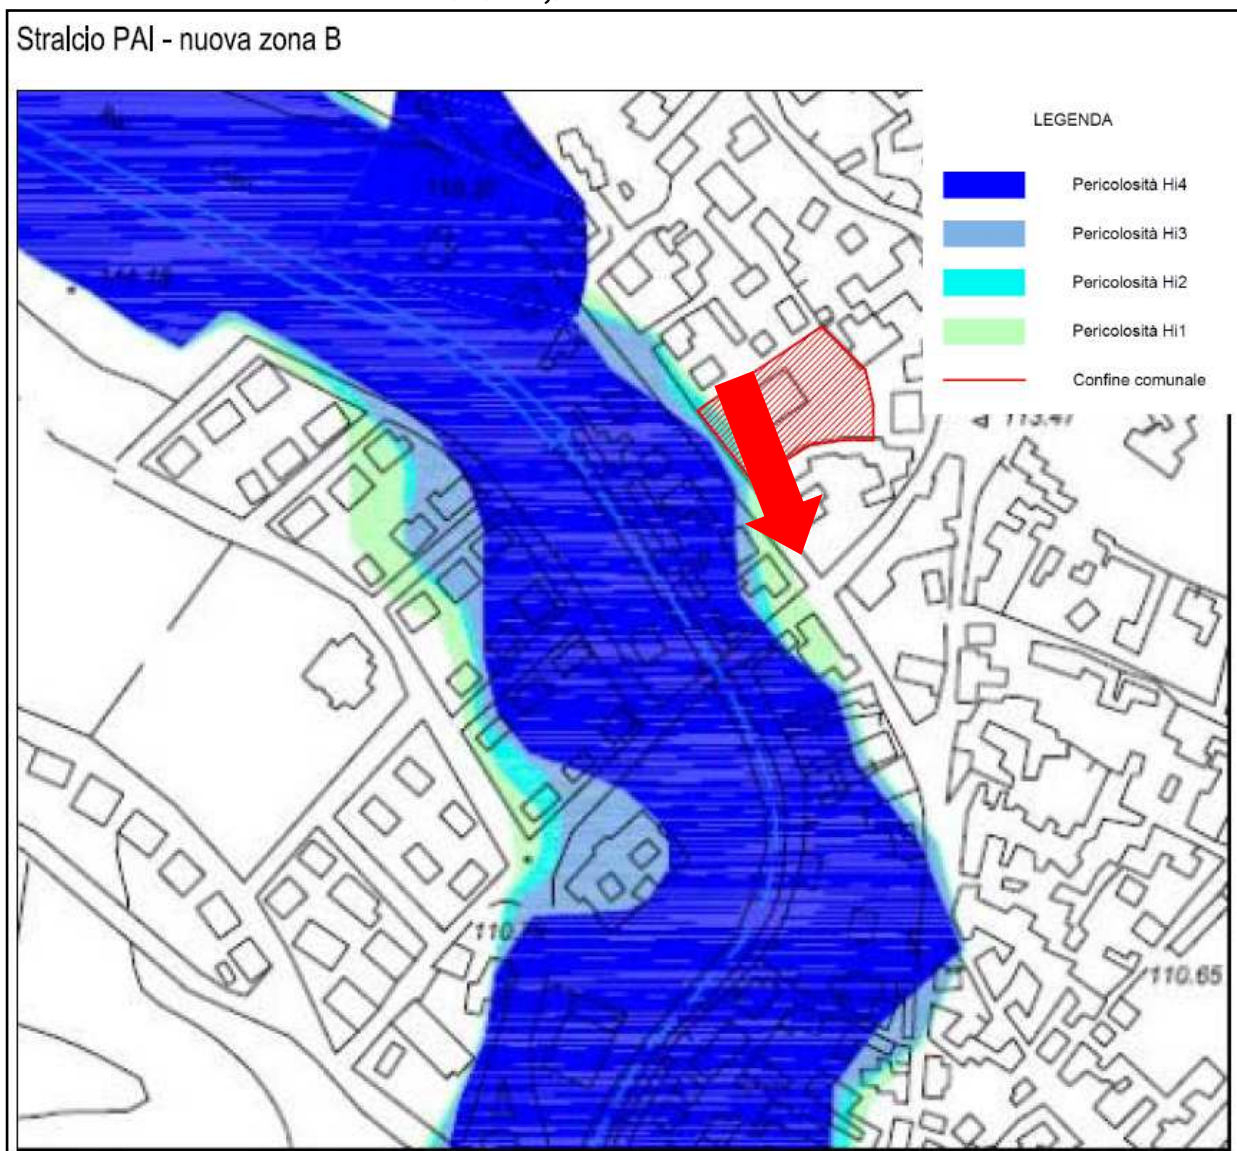 Stralcio PAI - nuova zona B
LEGENDA
Pericolosità Hi4
Pericolosità Hi3
Pericolosità Hi2
Pericolosità Hi1
Confine comunale
113.47
110.65